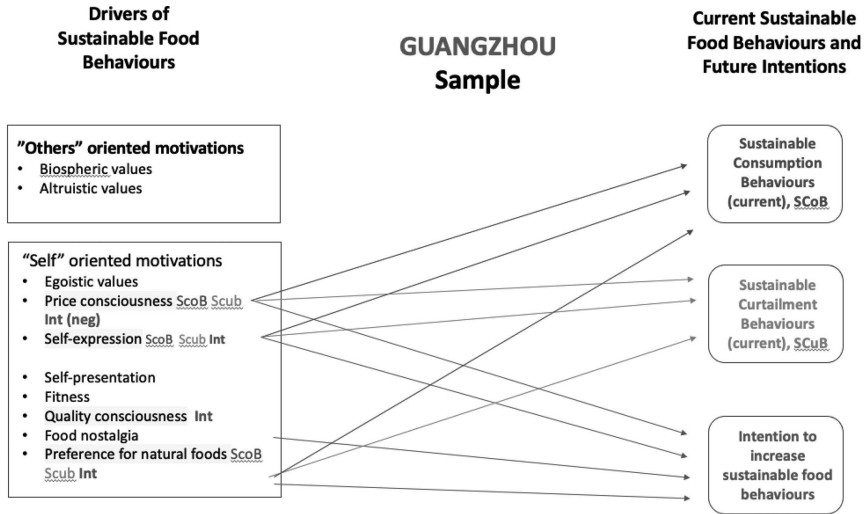 Drivers of
Sustainable Food
Behaviours
GUANGZHOU
Sample
Current Sustainable
Food Behaviours and
Future Intentions
”Others” oriented motivations
• Biospheric values
• Altruistic values
“Self” oriented motivations
• Egoistic values
• Price consciousness ScoB Scub
Int (neg)
• Self-expression ScoB Scub Int
• Self-presentation
• Fitness
• Quality consciousness Int
• Food nostalgia
• Preference for natural foods ScoB
Scub Int
Sustainable
Consumption
Behaviours
(current), SCoB
Sustainable
Curtailment
Behaviours
(current), SCuB
Intention to
increase
sustainable food
behaviours